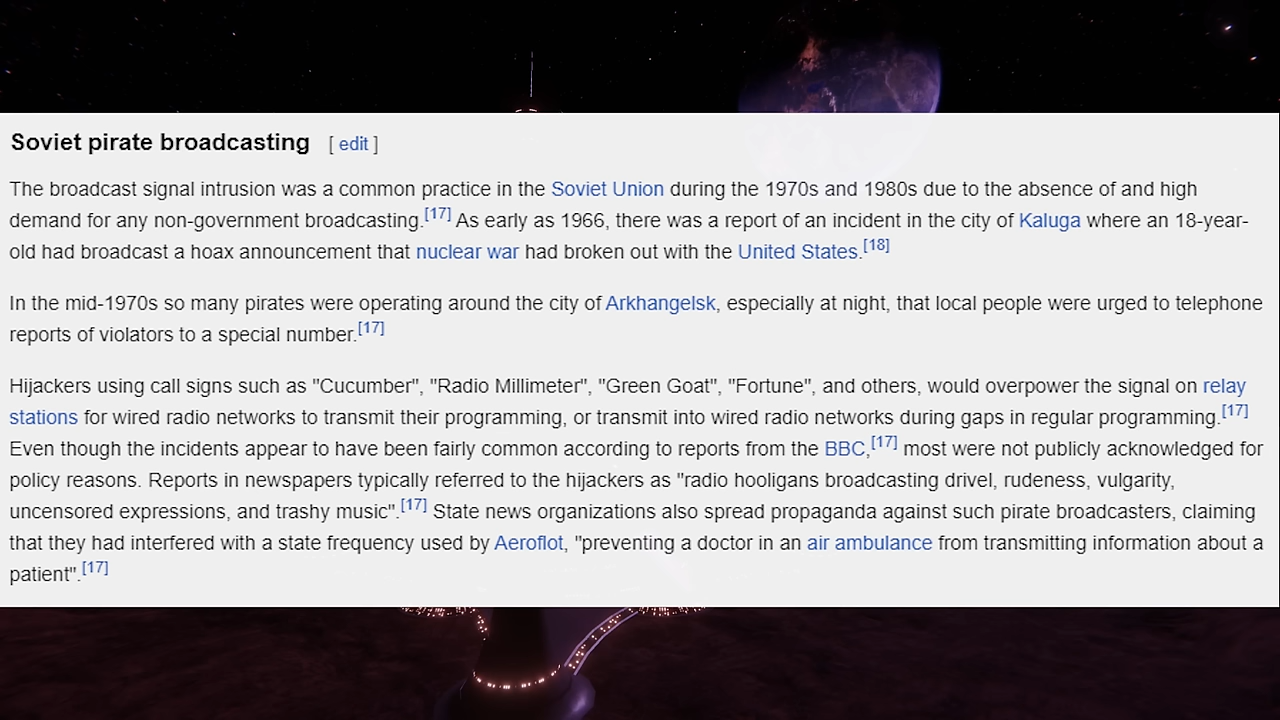 Soviet pirate broadcasting [ edit ]
The broadcast signal intrusion was a common practice in the Soviet Union during the 1970s and 1980s due to the absence of and high
demand for any non-government broadcasting.[17] As early as 1966, there was a report of an incident in the city of Kaluga where an 18-year-
old had broadcast a hoax announcement that nuclear war had broken out with the United States.[18]
In the mid-1970s so many pirates were operating around the city of Arkhangelsk, especially at night, that local people were urged to telephone
reports of violators to a special number.[17]
Hijackers using call signs such as "Cucumber", "Radio Millimeter", "Green Goat", "Fortune", and others, would overpower the signal on relay
stations for wired radio networks to transmit their programming, or transmit into wired radio networks during gaps in regular programming.[17]
Even though the incidents appear to have been fairly common according to reports from the BBC,[17] most were not publicly acknowledged for
policy reasons. Reports in newspapers typically referred to the hijackers as "radio hooligans broadcasting drivel, rudeness, vulgarity,
uncensored expressions, and trashy music".[17] State news organizations also spread propaganda against such pirate broadcasters, claiming
that they had interfered with a state frequency used by Aeroflot, "preventing a doctor in an air ambulance from transmitting information about a
patient".[17]